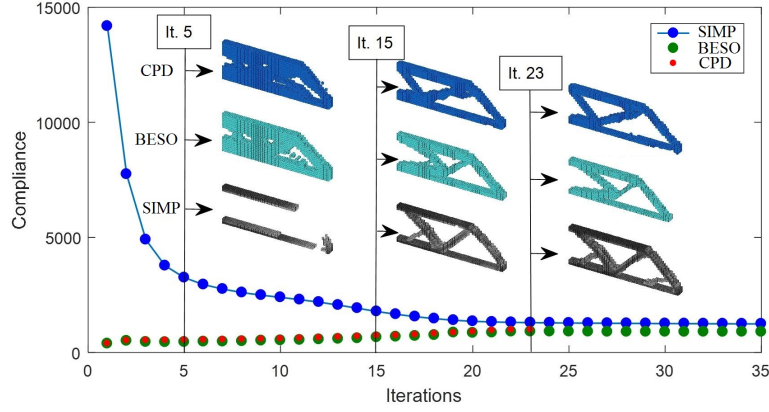 15000
10000
5000
0
Compliance
It. 5
It. 15
It. 23
CPD
BESO
SIMP
SIMP
BESO
CPD
0
5
10
15
20
25
30
35
Iterations